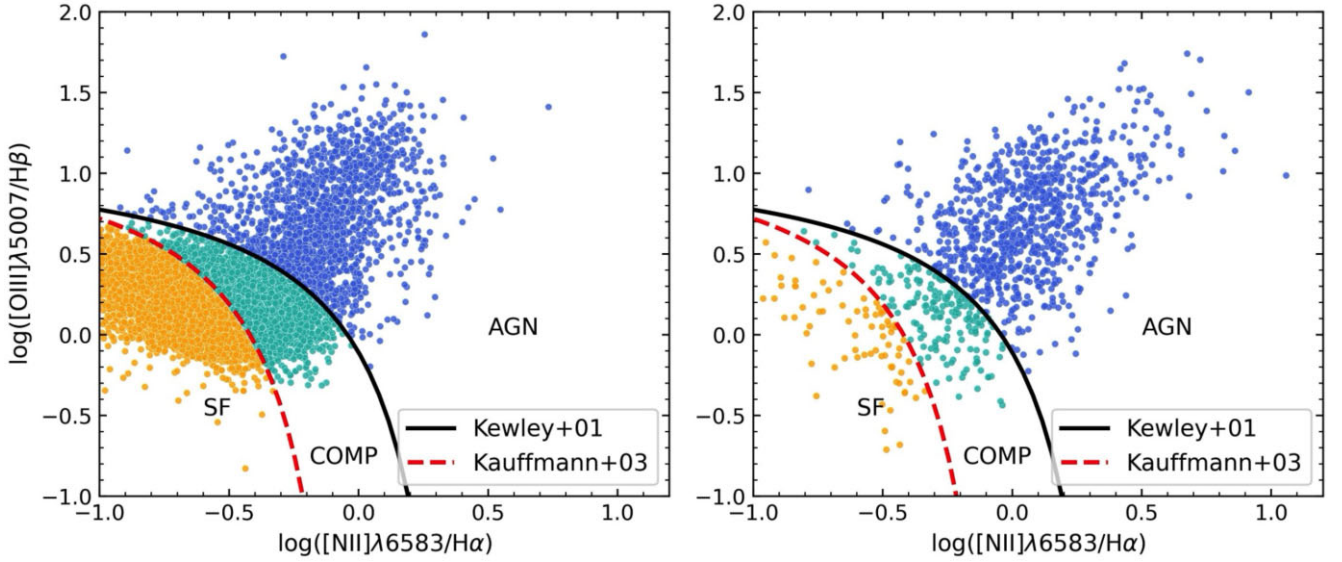 2.0
1.5
1.0
0.5
0.0
−0.5
−1.0
log([OIII]λ5007/Hβ)
SF
COMP
AGN
Kewley+01
Kauffmann+03
−1.0 −0.5 0.0 0.5 1.0
log([NII]λ6583/Hα)
2.0
1.5
1.0
0.5
0.0
−0.5
−1.0
SF
COMP
AGN
Kewley+01
Kauffmann+03
−1.0 −0.5 0.0 0.5 1.0
log([NII]λ6583/Hα)